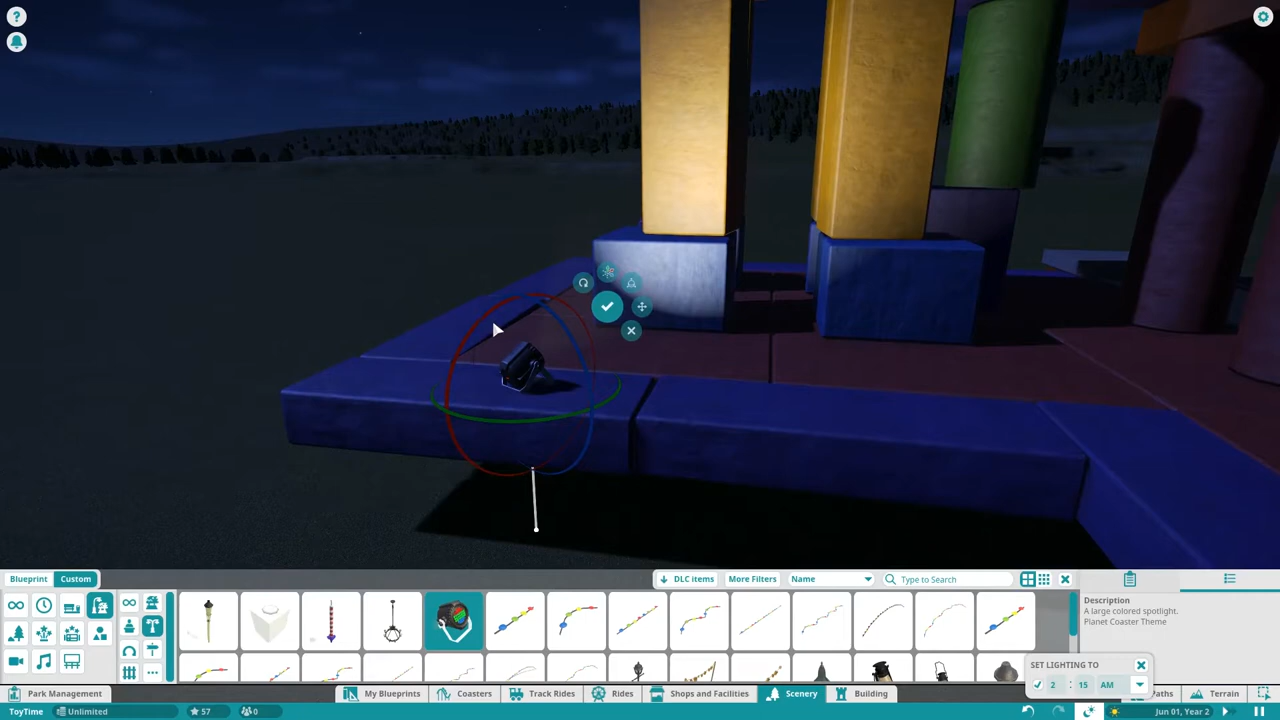 ?
Blueprint
Custom
DLC items
More Filters
Name
Type to Search
Description
A large colored spotlight.
Planet Coaster Theme
SET LIGHTING TO
2 : 15 AM
Park Management
My Blueprints
Coasters
Track Rides
Rides
Shops and Facilities
Scenery
Building
Paths
Terrain
ToyTime
Unlimited
57
0
Jun 01, Year 2